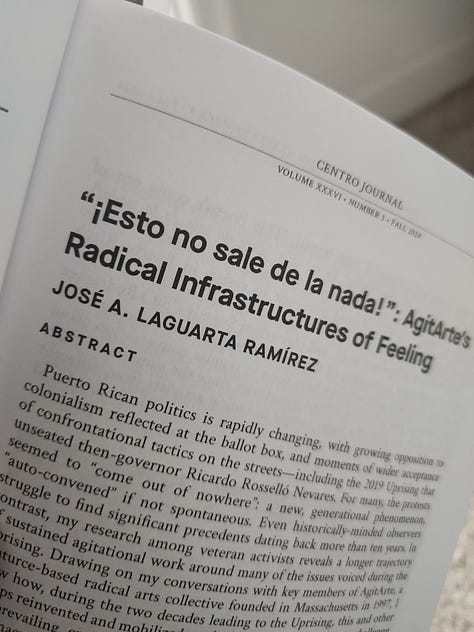 CENTRO JOURNAL
VOLUME XXXVI • NUMBER 3 • FALL 2024
“¡Esto no sale de la nada!”: AgitArte’s
Radical Infrastructures of Feeling
JOSÉ A. LAGUARTA RAMÍREZ
ABSTRACT
Puerto Rican politics is rapidly changing, with growing opposition to
colonialism reflected at the ballot box, and moments of wider acceptance
of confrontational tactics on the streets—including the 2019 Uprising that
unseated then-governor Ricardo Rosselló Nevares. For many, the protests
seemed to “come out of nowhere”: a new, generational phenomenon,
“auto-convened” if not spontaneous. Even historically-minded observers
struggle to find significant precedents dating back more than ten years. In
contrast, my research among veteran activists reveals a longer trajectory
sustained agitational work around many of the issues voiced during the
prising. Drawing on my conversations with key members of AgitArte, a
lture-based radical arts collective founded in Massachusetts in 1997, I
w how, during the two decades leading to the Uprising, this and other
ps reinvented and mobiliz
prevailing